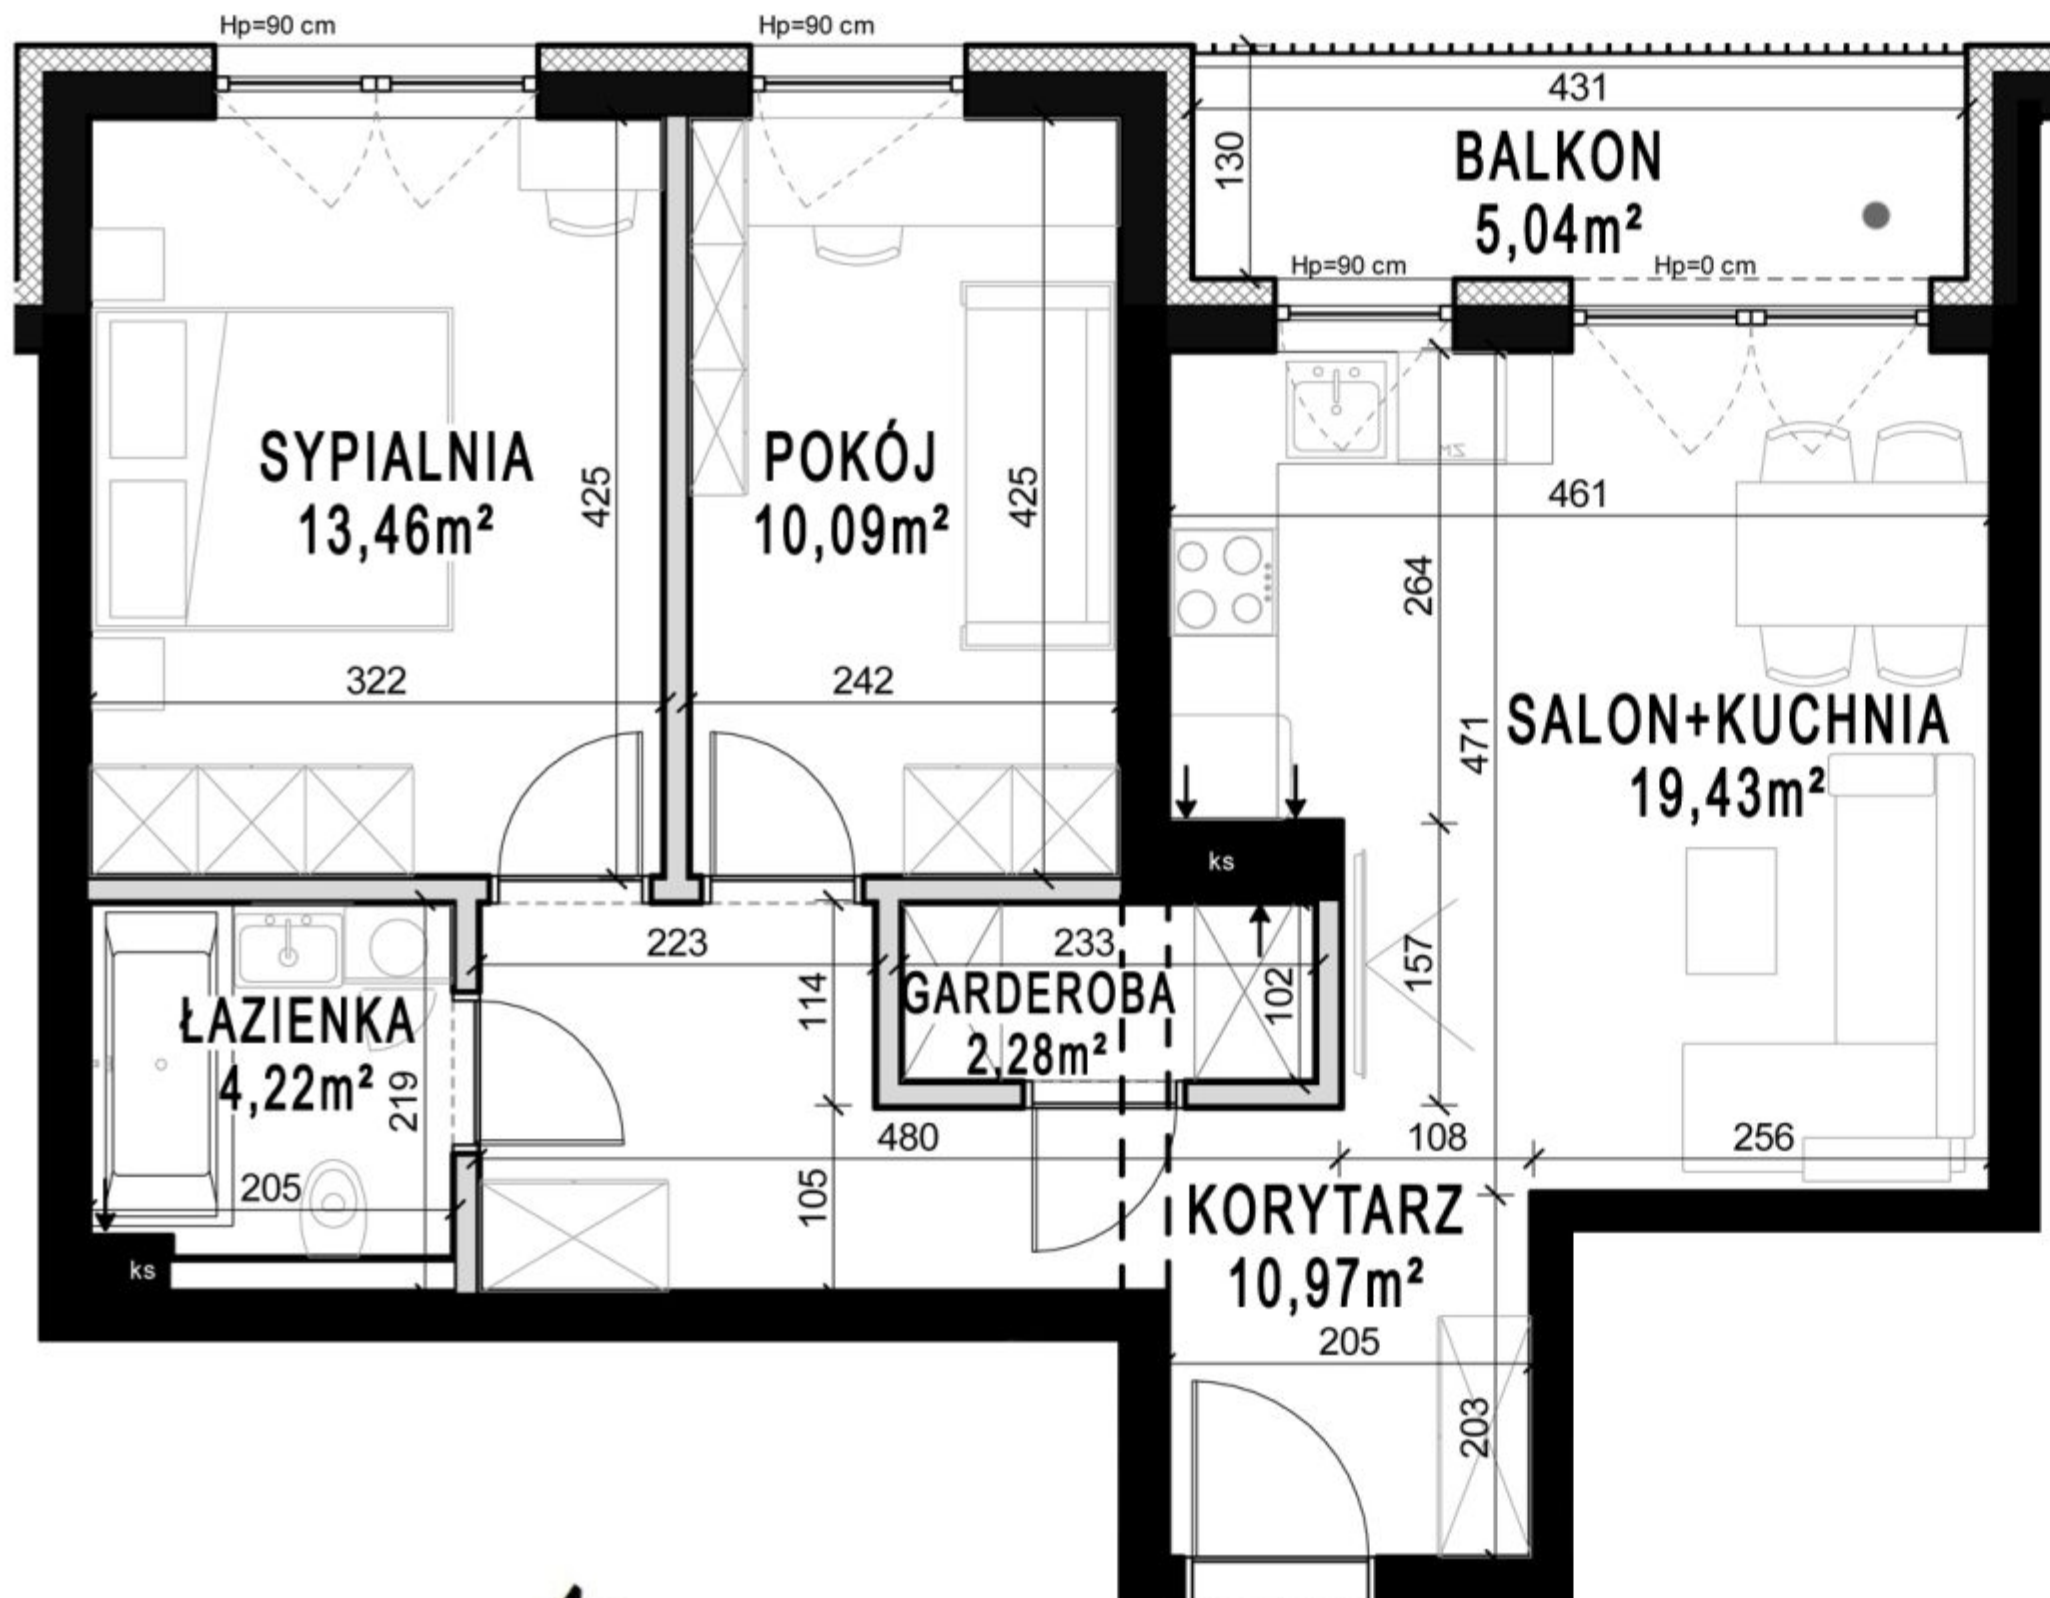 Hp=90 cm
Hp=90 cm
431
130
BALKON
5,04m²
Hp=90 cm
Hp=0 cm
SYPIALNIA
13,46m²
425
322
POKÓJ
10,09m²
425
242
461
264
471
ZM
SALON+KUCHNIA
19,43m²
ks
223
233
114
GARDEROBA
2,28m²
102
157
ŁAZIENKA
4,22m²
219
205
ks
480
108
256
105
KORYTARZ
10,97m²
205
203